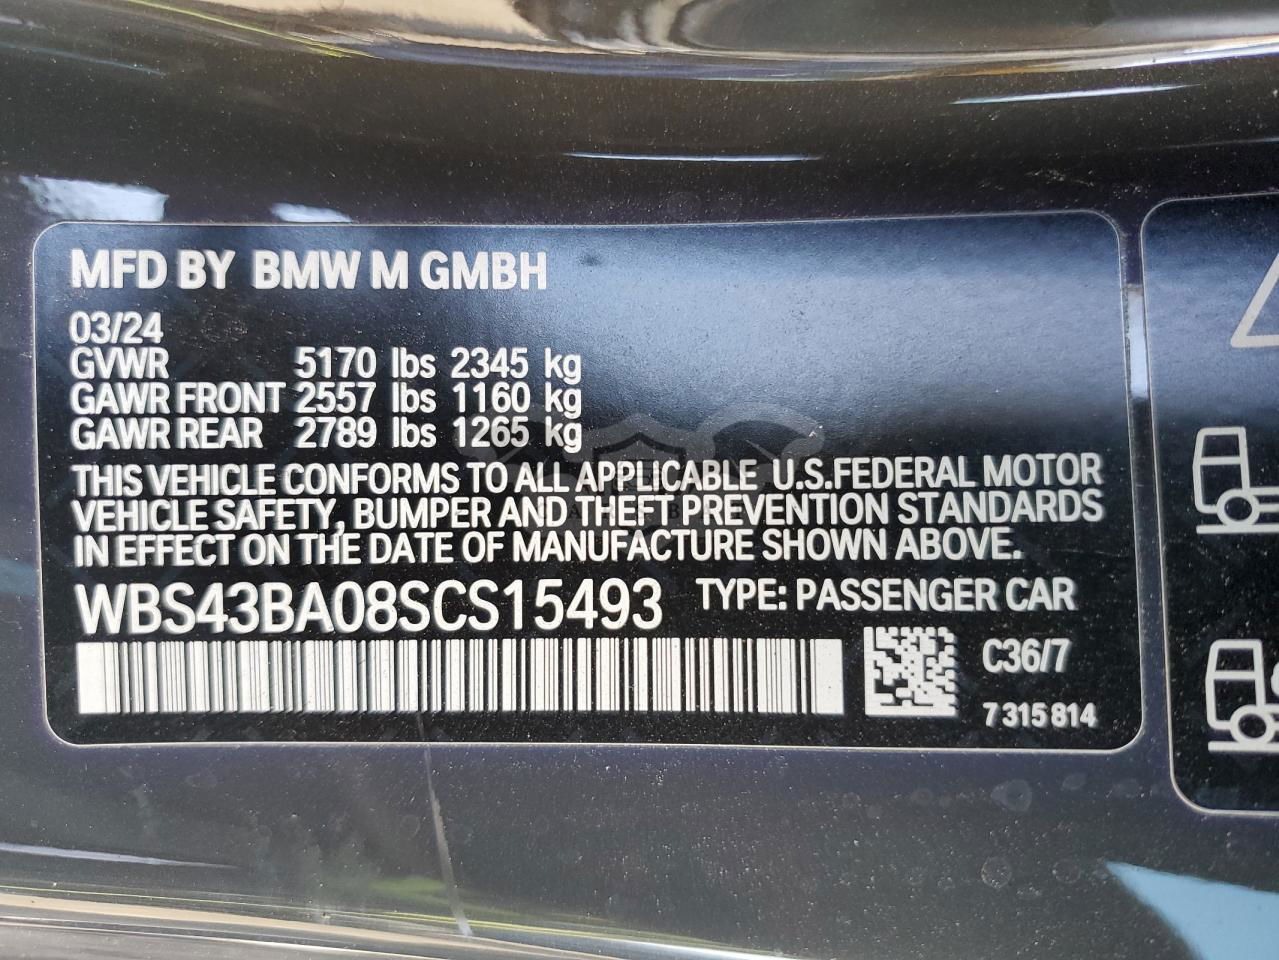 MFD BY BMW M GMBH
03/24
GVWR 5170 lbs 2345 kg
GAWR FRONT 2557 lbs 1160 kg
GAWR REAR 2789 lbs 1265 kg
THIS VEHICLE CONFORMS TO ALL APPLICABLE U.S.FEDERAL MOTOR
VEHICLE SAFETY, BUMPER AND THEFT PREVENTION STANDARDS
IN EFFECT ON THE DATE OF MANUFACTURE SHOWN ABOVE.
WBS43BA08SCS15493 TYPE: PASSENGER CAR
C36/7
7 315 814